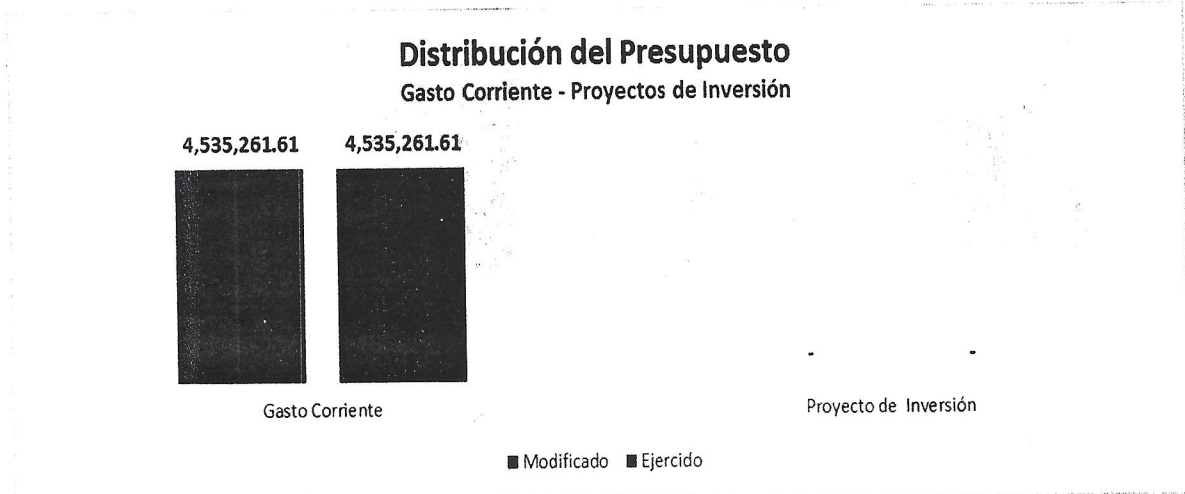 Distribución del Presupuesto
Gasto Corriente - Proyectos de Inversión
4,535,261.61 4,535,261.61
- -
Gasto Corriente Proyecto de Inversión
Modificado Ejercido